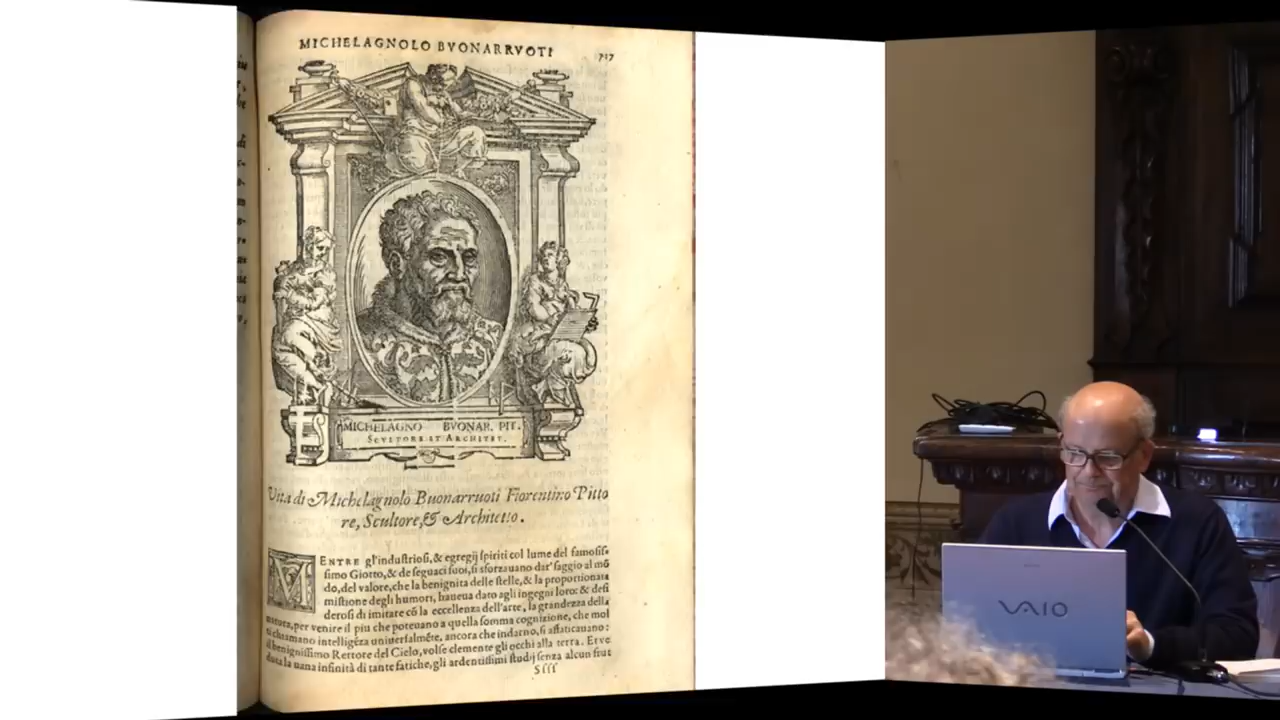 MICHELAGNOLO BVONARRVOTI
717
MICHELAGNO BVONAR. PIT.
SCVLTORE ET ARCHITET.
Vita di Michelagnolo Buonarruoti Fiorentino Pitto
re, Scultore, & Architetto.
MENTRE gl'industriosi, & egregij spiriti col lume del famosis-
simo Giotto, & de seguaci suoi, si sforzauano dar' saggio al mō
do, del valore, che la benignita delle stelle, & la proportionata
mistione degli humori, haueua dato agli ingegni loro: & desi
derosi di imitare cō la eccellenza dell'arte, la grandezza della
natura, per venire il piu che poteuano a quella somma cognizione, che mol
ti chiamano intelligēza uniuersalmēte, ancora che indarno, si affaticauano:
il benignissimo Rettore del Cielo, volse clemente gli occhi alla terra. Et ve
duta la uana infinità di tante fatiche, gli ardentissimi studij senza alcun frut
Sfff
VAIO